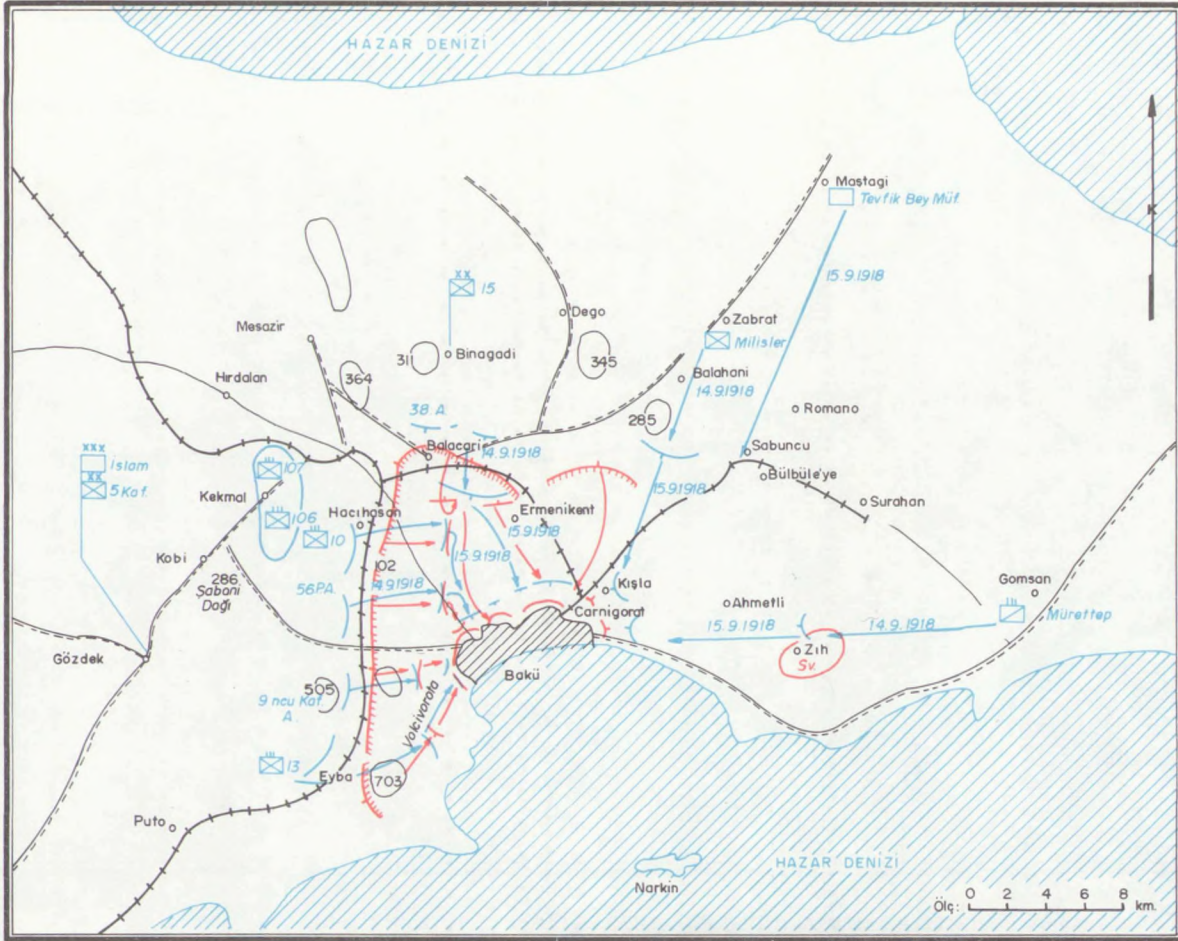 HAZAR DENİZİ
Maştagi
Tevfik Bey Müf.
K
15.9.1918
XX
15
Dego
Zabrat
Milisler
Mesazir
31
Binagadi
345
Balahani
364
Hırdalan
14.9.1918
38.A.
285
Romano
Balacari
14.9.1918
Sabuncu
XXX
İslam
XX
5 Kaf.
107
Bülbüle'ye
Kekmal
15.9.1918
Surahan
Hacıhasan
Ermenikent
106
10
15.9.1918
Kobi
15.9.1918
102
286
Şabani
Dağı
56 P.A.
14.9.1918
Kışla
Gomsan
Ahmetli
Carnigorat
Mürettep
15.9.1918
14.9.1918
Gözdek
Zıh
Sv.
Bakü
505
9 ncu Kaf.
A.
Volcivorota
13
Eyba
703
Puto
HAZAR DENİZİ
Narkin
Ölç: 0 2 4 6 8 km.